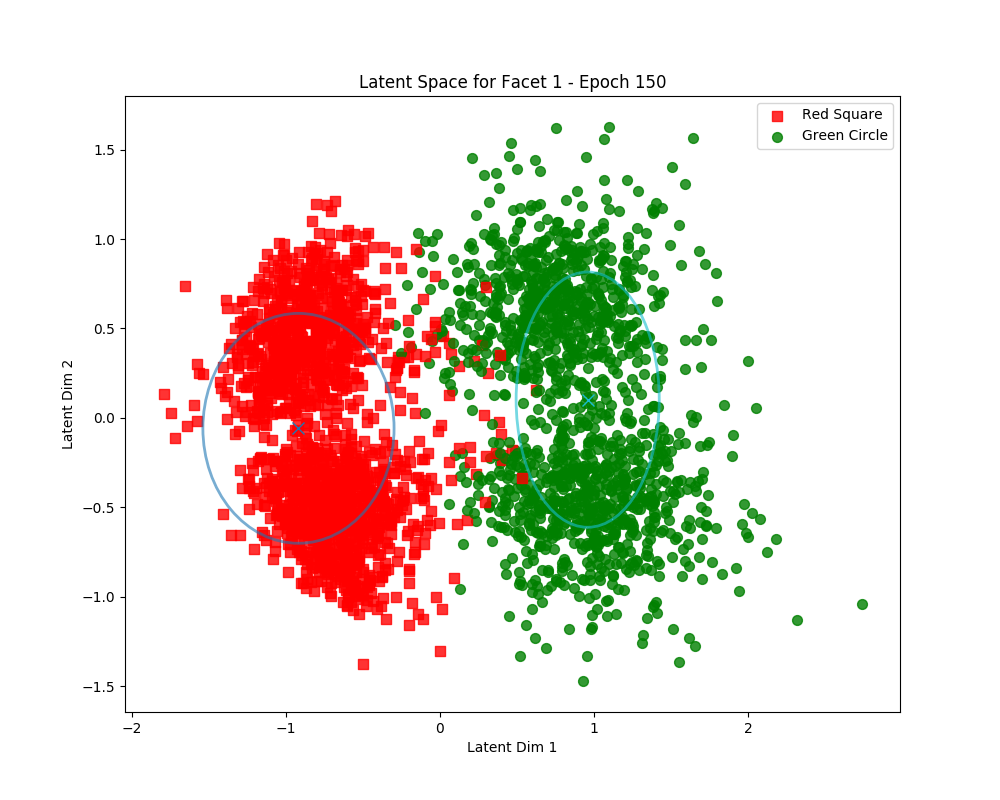 Latent Space for Facet 1 - Epoch 150
Red Square
Green Circle
1.5
1.0
0.5
0.0
−0.5
−1.0
−1.5
Latent Dim 2
−2
−1
0
1
2
Latent Dim 1